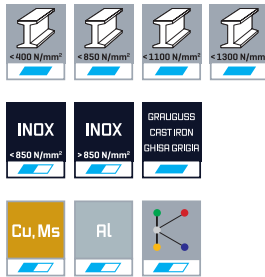 <400 N/mm²
<850 N/mm²
<1100 N/mm²
<1300 N/mm²
INOX
<850 N/mm²
INOX
>850 N/mm²
GRAUGUSS
CAST IRON
GHISA GRIGIA
Cu, Ms
Al